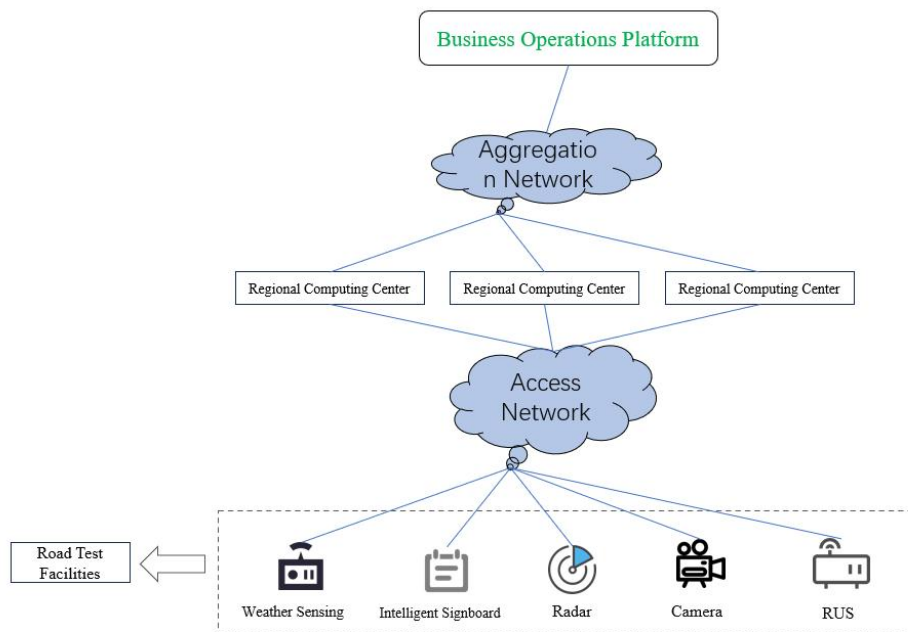 Business Operations Platform
Aggregatio
n Network
Regional Computing Center
Regional Computing Center
Regional Computing Center
Access
Network
Road Test
Facilities
Weather Sensing
Intelligent Signboard
Radar
Camera
RUS